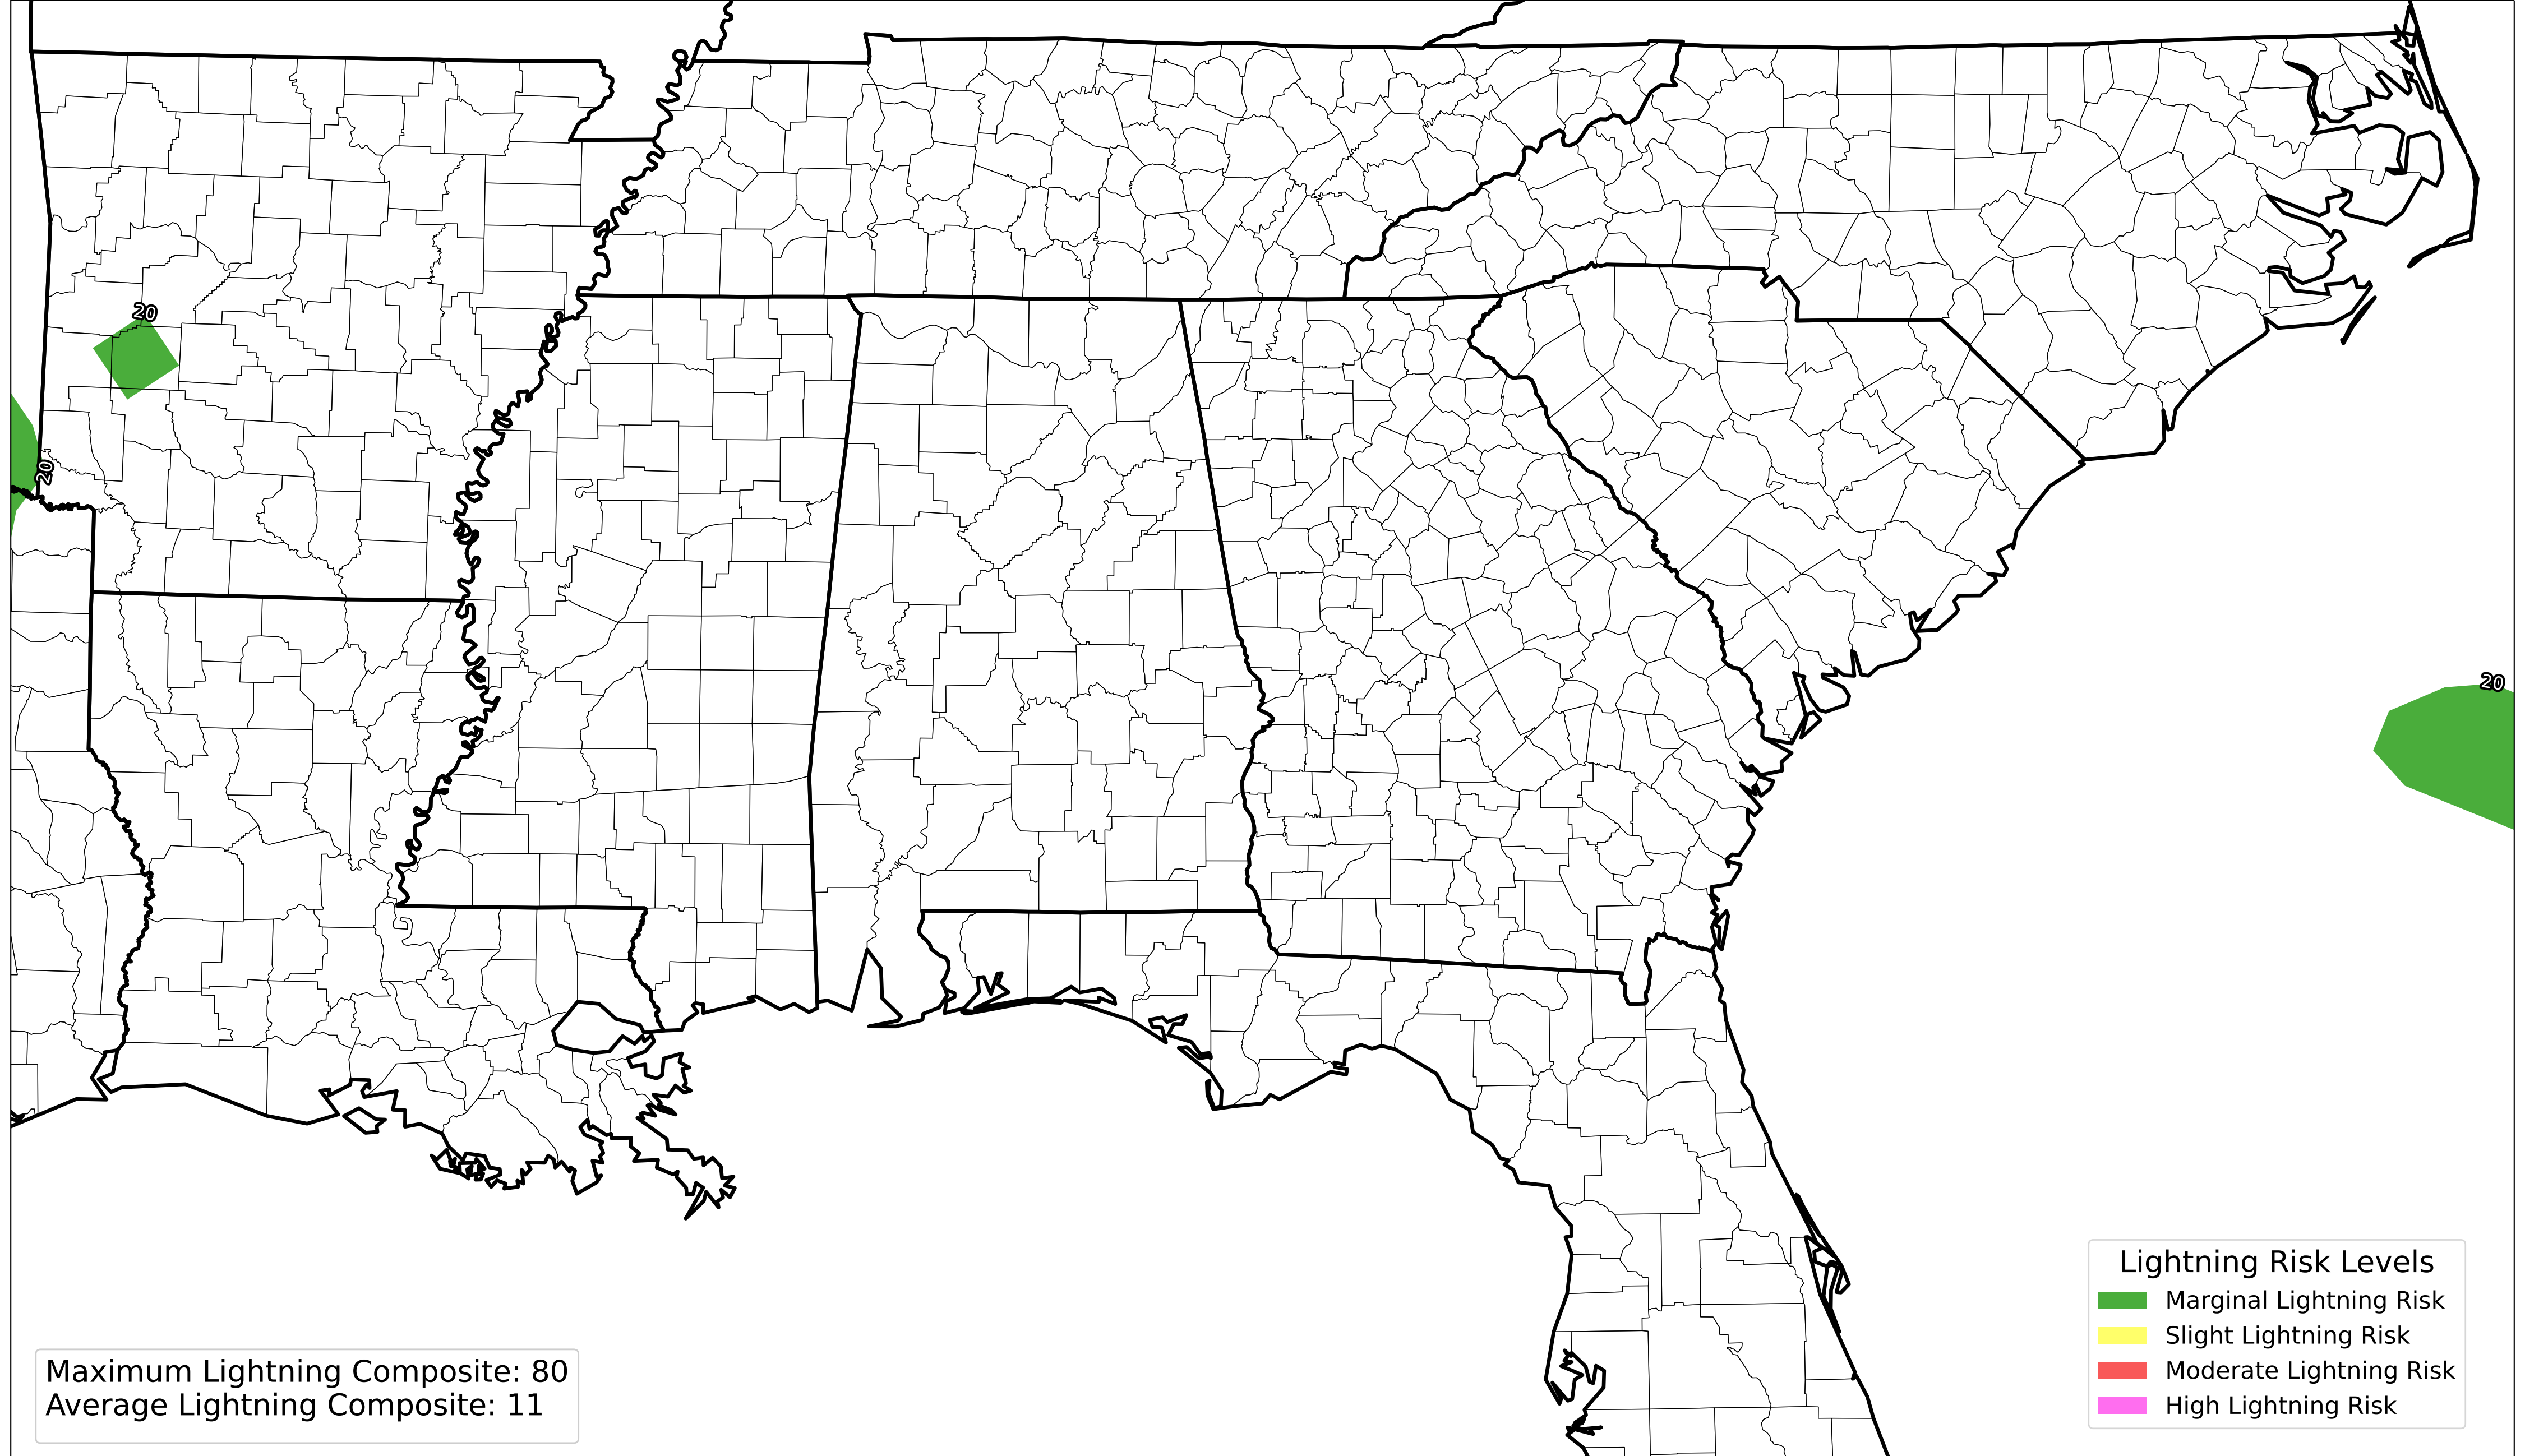 20
20
20
Lightning Risk Levels
Marginal Lightning Risk
Slight Lightning Risk
Moderate Lightning Risk
High Lightning Risk
Maximum Lightning Composite: 80
Average Lightning Composite: 11